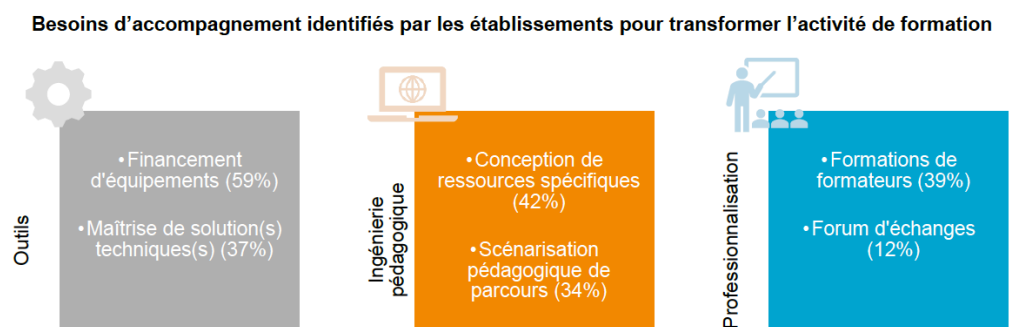 Besoins d'accompagnement identifiés par les établissements pour transformer l'activité de formation
Outils
•Financement
d'équipements (59%)
•Maîtrise de solution(s)
techniques(s) (37%)
Ingénierie
pédagogique
•Conception de
ressources spécifiques
(42%)
•Scénarisation
pédagogique de
parcours (34%)
Professionnalisation
•Formations de
formateurs (39%)
•Forum d'échanges
(12%)